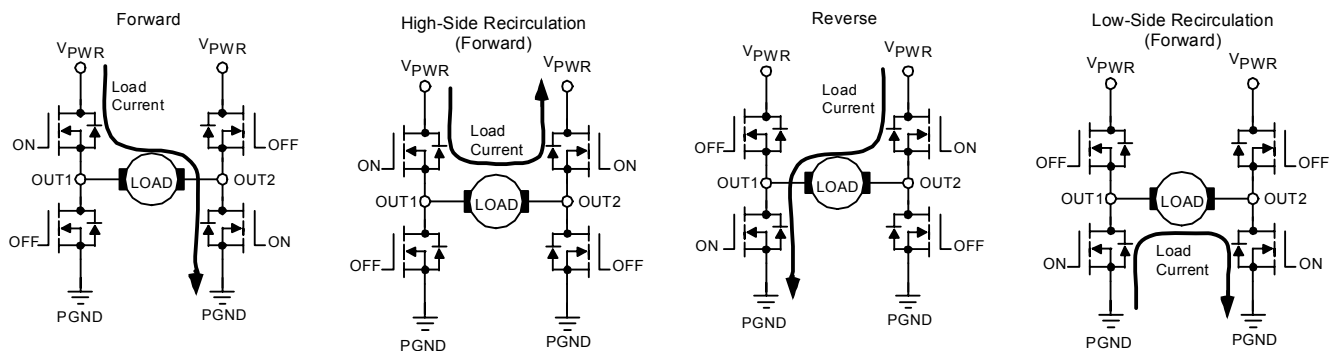 Forward
VPWR
VPWR
Load
Current
ON
OFF
OUT1
LOAD
OUT2
OFF
ON
PGND
PGND
High-Side Recirculation
(Forward)
VPWR
VPWR
Load
Current
ON
ON
OUT1
LOAD
OUT2
OFF
OFF
PGND
PGND
Reverse
VPWR
VPWR
Load
Current
OFF
ON
OUT1
LOAD
OUT2
ON
OFF
PGND
PGND
Low-Side Recirculation
(Forward)
VPWR
VPWR
OFF
OFF
OUT1
LOAD
OUT2
ON
Load
Current
ON
PGND
PGND